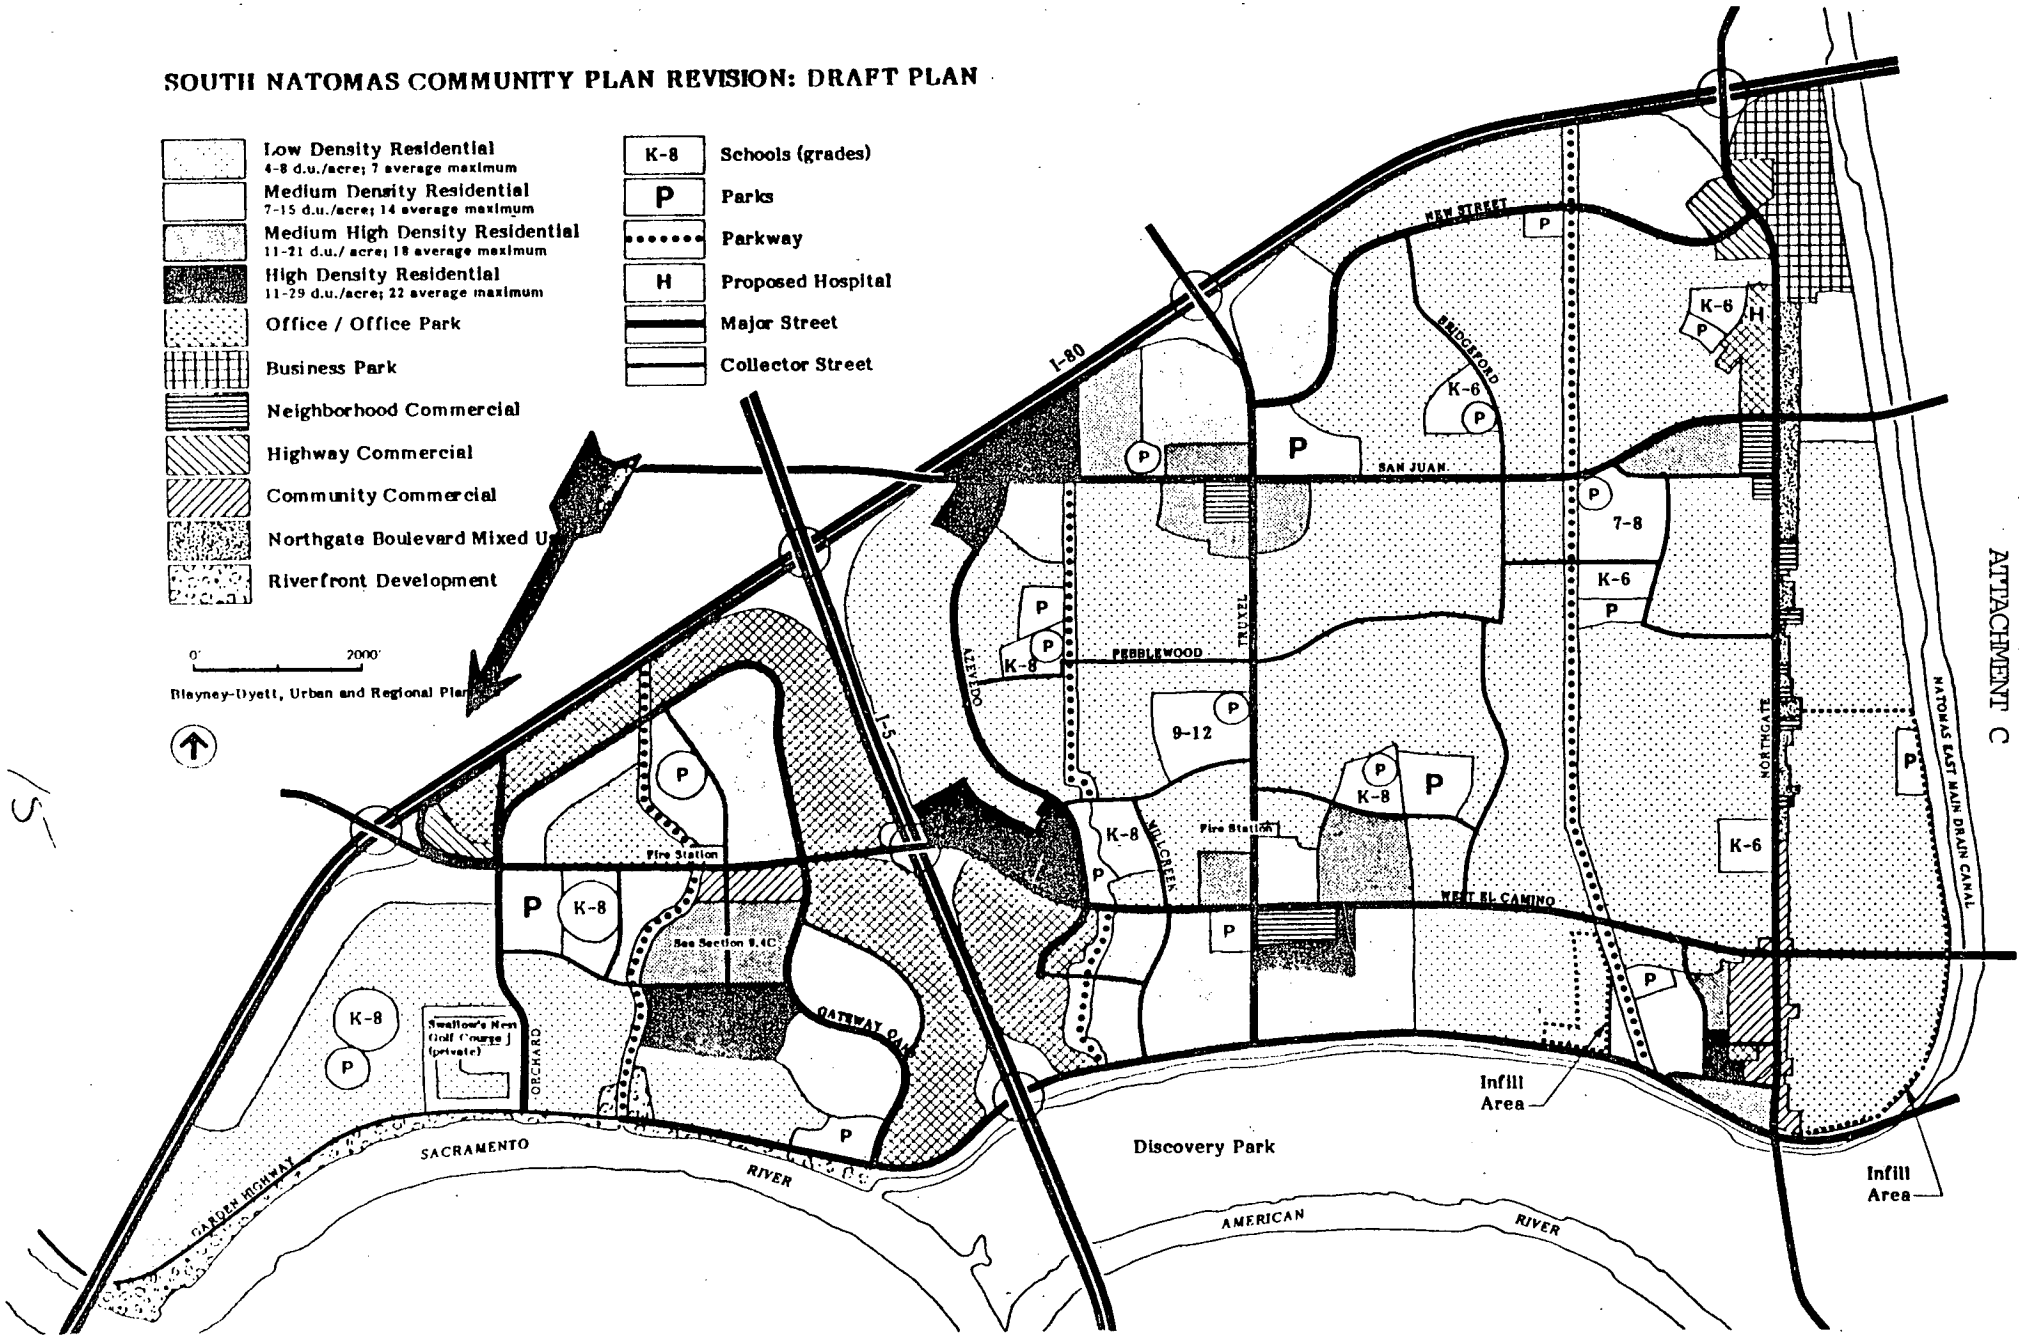 SOUTH NATOMAS COMMUNITY PLAN REVISION: DRAFT PLAN
Low Density Residential
4-8 d.u./acre; 7 average maximum
Medium Density Residential
7-15 d.u./acre; 14 average maximum
Medium High Density Residential
11-21 d.u./acre; 18 average maximum
High Density Residential
11-29 d.u./acre; 22 average maximum
Office / Office Park
Business Park
Neighborhood Commercial
Highway Commercial
Community Commercial
Northgate Boulevard Mixed Us
Riverfront Development
K-8 Schools (grades)
P Parks
Parkway
H Proposed Hospital
Major Street
Collector Street
0' 2000'
Blayney-Dyett, Urban and Regional Plan
15
ATTACHMENT C
I-80
NEW STREET
P
BRIDGEFORD
K-6
P
H
K-6
P
P
P
SAN JUAN
P
7-8
K-6
P
TRUXEL
P
P
K-8
PEBBLEWOOD
AZEVEDO
I-5
9-12
P
NORTHGATE
NATOMAS EAST MAIN DRAIN CANAL
P
P
P
K-8
P
K-8
MILLCREEK
Fire Station
K-6
P
Fire Station
WEST EL CAMINO
P
K-8
See Section 9.4C
P
P
K-8
P
Swallow's Nest
Golf Course
(private)
ORCHARD
GATEWAY OAKS
P
Infill
Area
Discovery Park
Infill
Area
GARDEN HIGHWAY
SACRAMENTO
RIVER
AMERICAN
RIVER